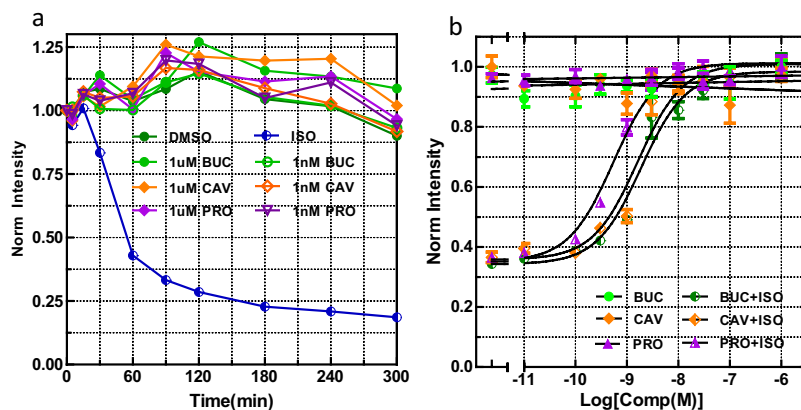 a
Norm Intensity
1.25
1.00
0.75
0.50
0.25
0.00
DMSO
ISO
1uM BUC
1nM BUC
1uM CAV
1nM CAV
1uM PRO
1nM PRO
0
60
120
180
240
300
Time(min)
b
Norm Intensity
1.0
0.8
0.6
0.4
0.2
0.0
BUC
BUC+ISO
CAV
CAV+ISO
PRO
PRO+ISO
-11
-10
-9
-8
-7
-6
Log[Comp(M)]